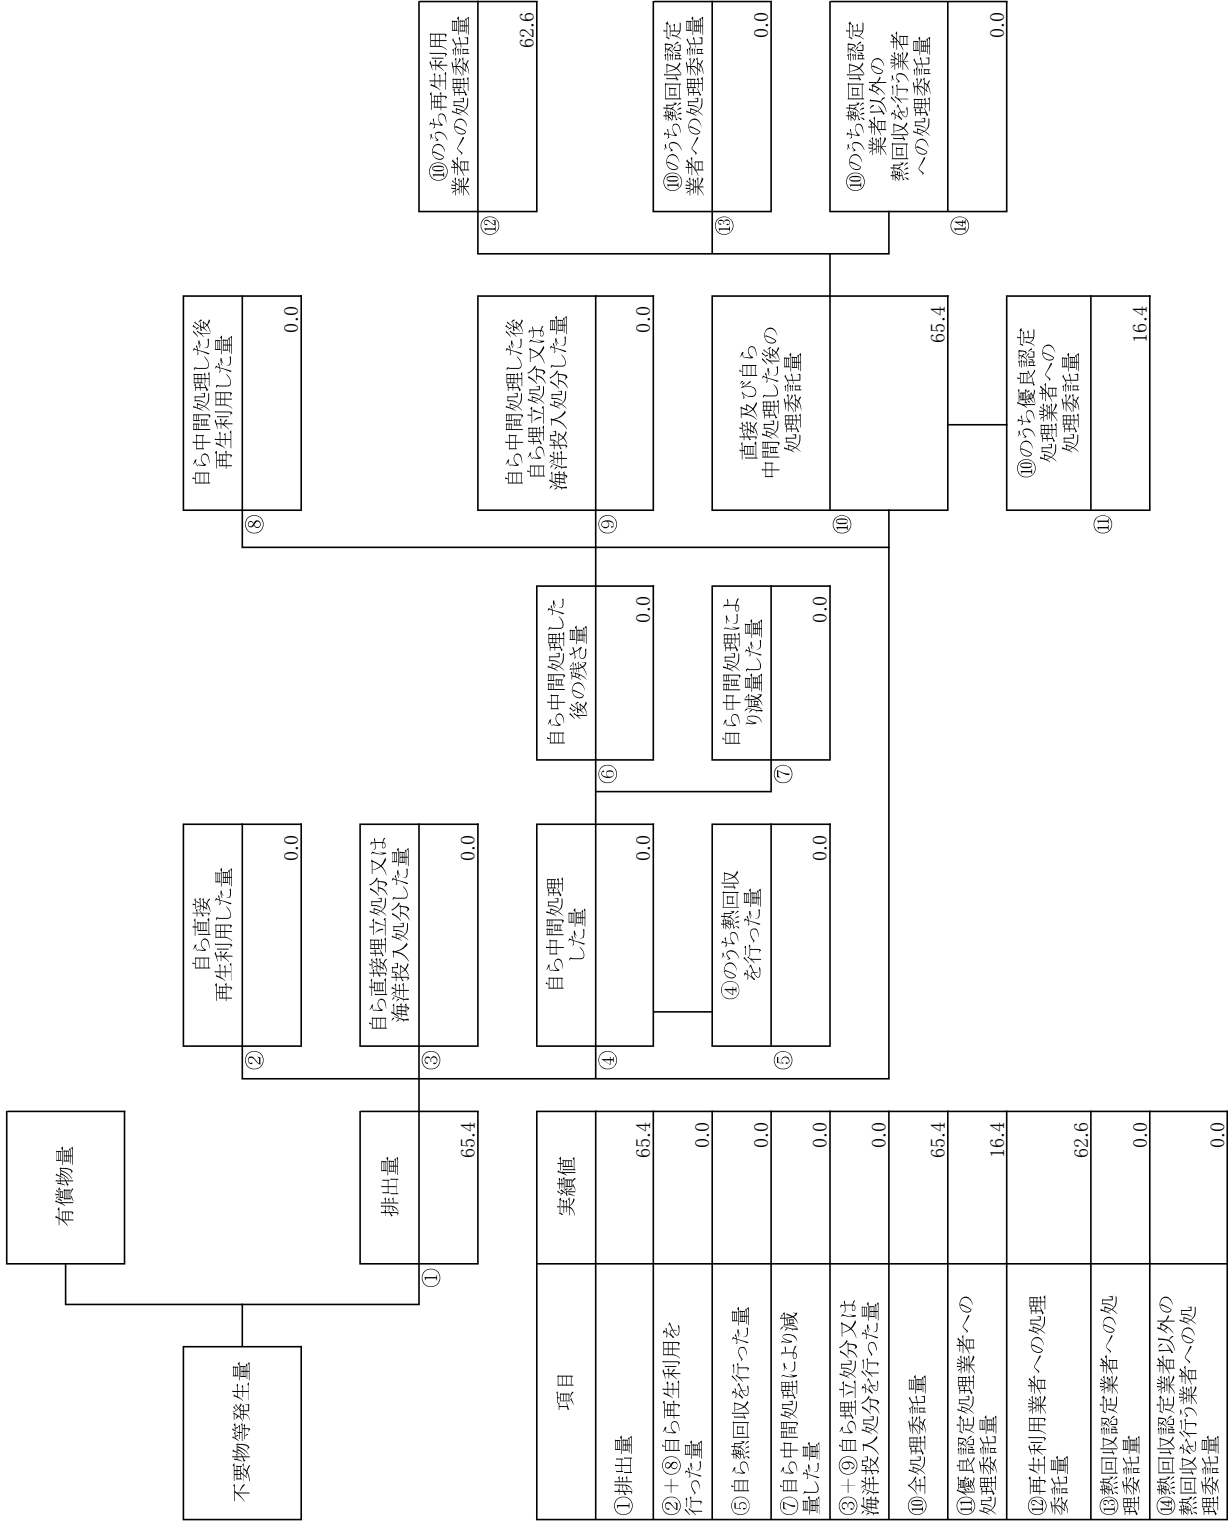 有償物量
不要物等発生量
①
排出量
65.4
②
自ら直接
再生利用した量
0.0
③
自ら直接埋立処分又は
海洋投入処分した量
0.0
④
自ら中間処理
した量
0.0
⑤
④のうち熱回収
を行った量
0.0
⑥
自ら中間処理した
後の残さ量
0.0
⑦
自ら中間処理によ
り減量した量
0.0
⑧
自ら中間処理した後
再生利用した量
0.0
⑨
自ら中間処理した後
自ら埋立処分又は
海洋投入処分した量
0.0
⑩
直接及び自ら
中間処理した後の
処理委託量
65.4
⑪
⑩のうち優良認定
処理業者への
処理委託量
16.4
⑫
⑩のうち再生利用
業者への処理委託量
62.6
⑬
⑩のうち熱回収認定
業者への処理委託量
0.0
⑭
⑩のうち熱回収認定
業者以外の
熱回収を行う業者
への処理委託量
0.0
項目
実績値
①排出量
65.4
②+⑧自ら再生利用を
行った量
0.0
⑤自ら熱回収を行った量
0.0
⑦自ら中間処理により減
量した量
0.0
③+⑨自ら埋立処分又は
海洋投入処分を行った量
0.0
⑩全処理委託量
65.4
⑪優良認定処理業者への
処理委託量
16.4
⑫再生利用業者への処理
委託量
62.6
⑬熱回収認定業者への処
理委託量
0.0
⑭熱回収認定業者以外の
熱回収を行う業者への処
理委託量
0.0